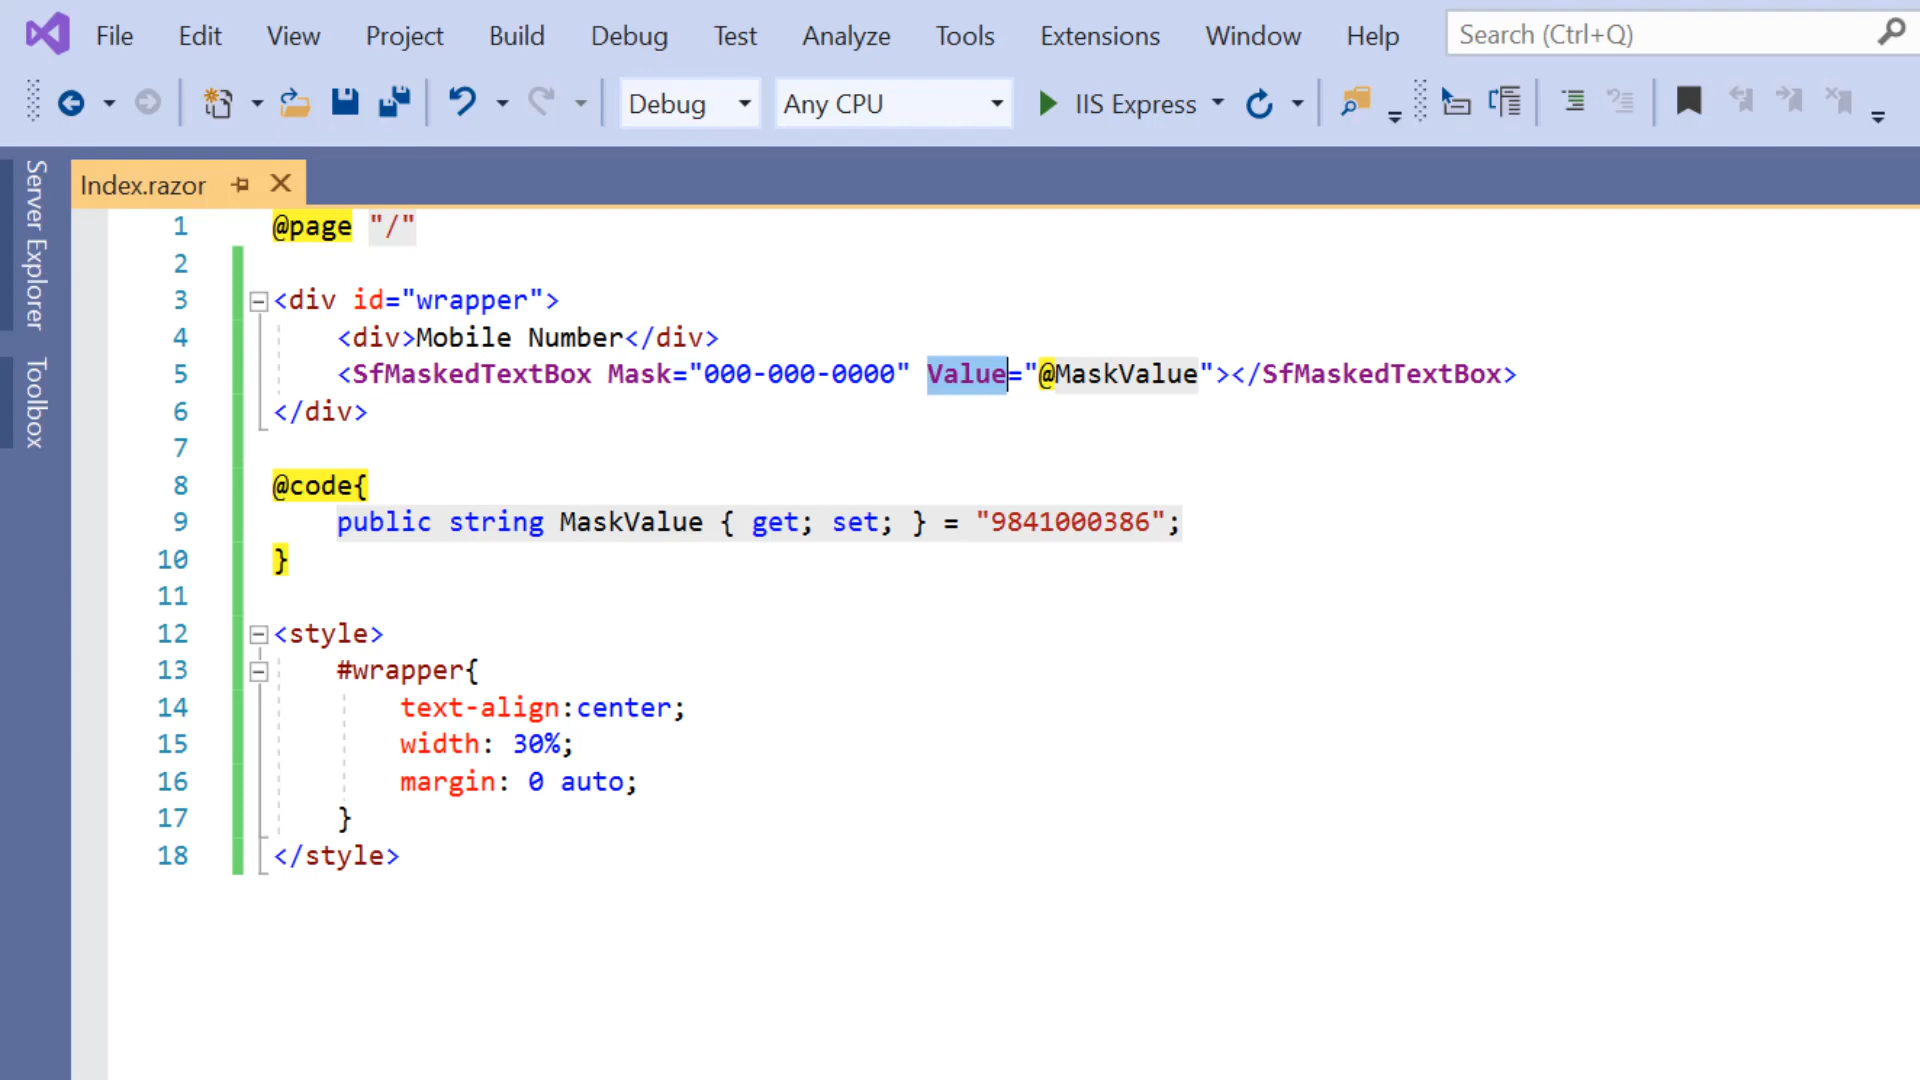 File Edit View Project Build Debug Test Analyze Tools Extensions Window Help Search (Ctrl+Q)
Debug Any CPU IIS Express
Server Explorer
Toolbox
Index.razor
1 @page "/"
2
3 <div id="wrapper">
4 <div>Mobile Number</div>
5 <SfMaskedTextBox Mask="000-000-0000" Value="@MaskValue"></SfMaskedTextBox>
6 </div>
7
8 @code{
9 public string MaskValue { get; set; } = "9841000386";
10 }
11
12 <style>
13 #wrapper{
14 text-align:center;
15 width: 30%;
16 margin: 0 auto;
17 }
18 </style>